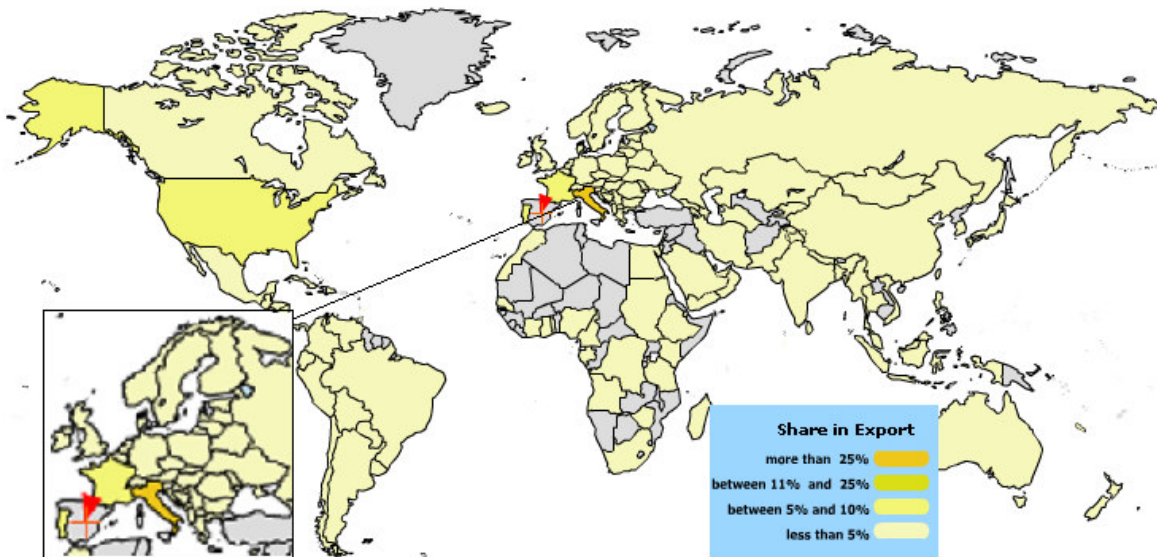 Share in Export
more than 25%
between 11% and 25%
between 5% and 10%
less than 5%